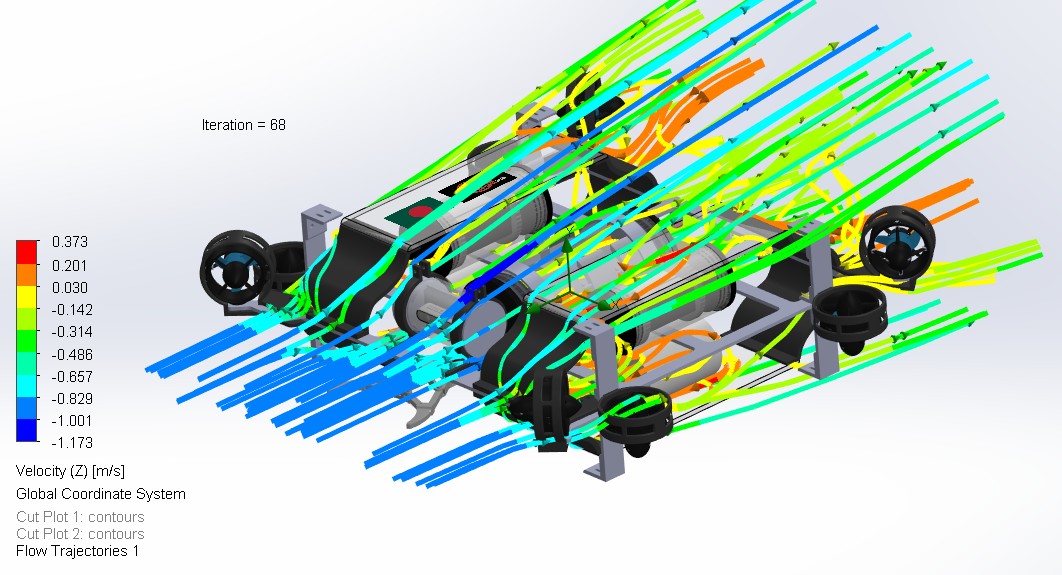 Iteration = 68
0.373
0.201
0.030
-0.142
-0.314
-0.486
-0.657
-0.829
-1.001
-1.173
Velocity (Z) [m/s]
Global Coordinate System
Cut Plot 1: contours
Cut Plot 2: contours
Flow Trajectories 1